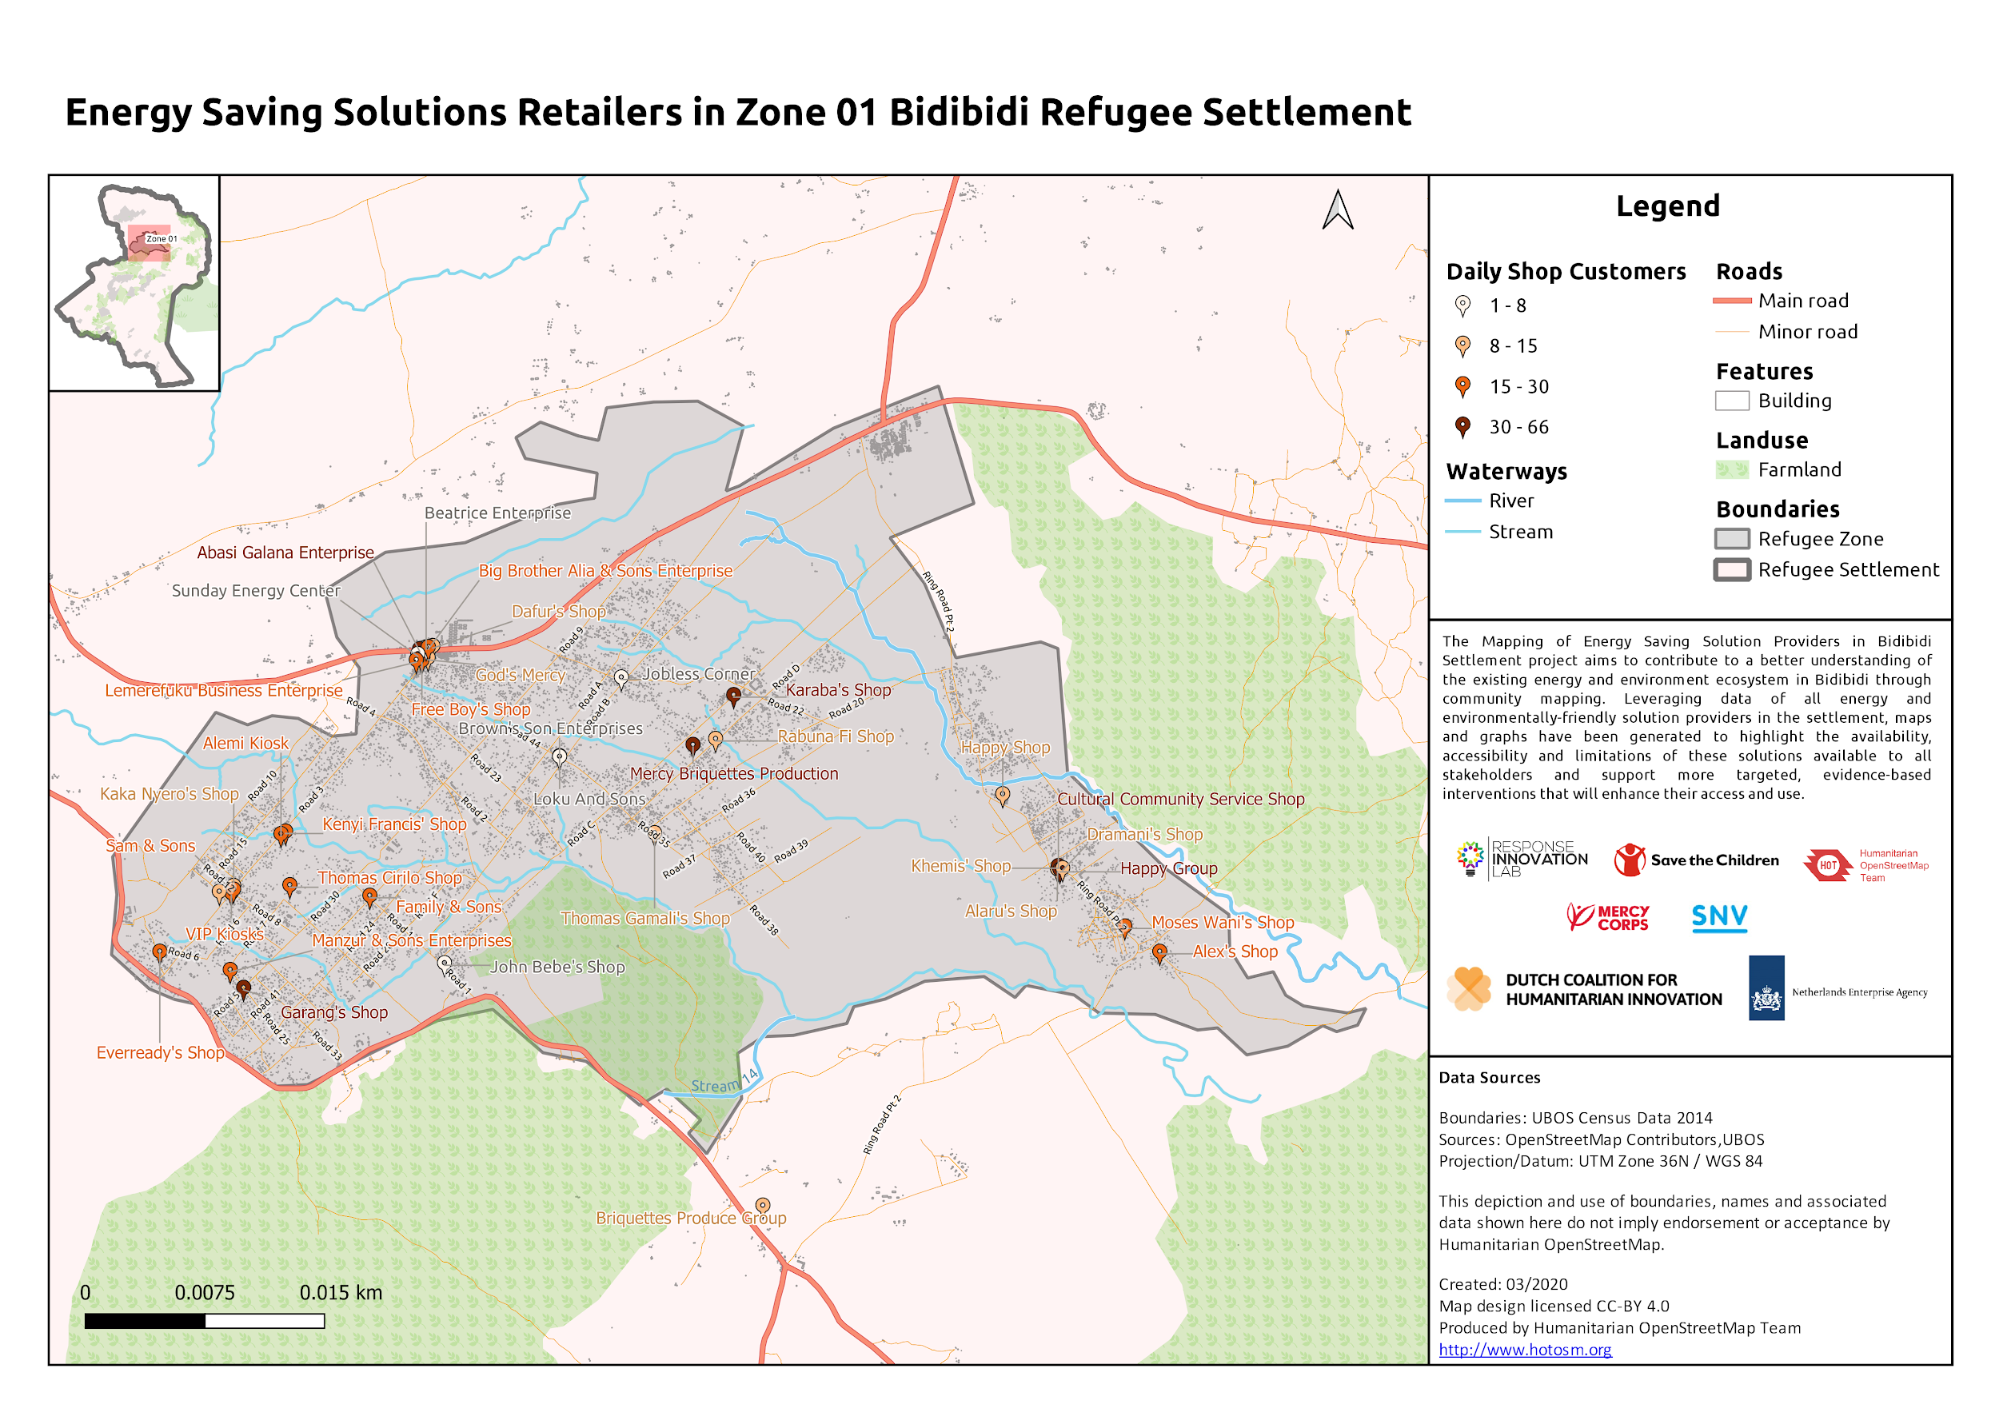 Energy Saving Solutions Retailers in Zone 01 Bidibidi Refugee Settlement
Zone 01
Beatrice Enterprise
Abasi Galana Enterprise
Big Brother Alia & Sons Enterprise
Sunday Energy Center
Dafur's Shop
Road 9
Ring Road Pt 2
God's Mercy
Jobless Corner
Road D
Lemerefuku Business Enterprise
Karaba's Shop
Road A
Road B
Road 22
Road 20
Road 4
Free Boy's Shop
Brown's Son Enterprises
Road 44
Rabuna Fi Shop
Alemi Kiosk
Happy Shop
Road 23
Mercy Briquettes Production
Road 10
Kaka Nyero's Shop
Road 3
Road 2
Loku And Sons
Road 36
Cultural Community Service Shop
Kenyi Francis' Shop
Road C
Road 35
Dramani's Shop
Sam & Sons
Road 15
Road 40
Road 39
Road 37
Khemis' Shop
Happy Group
Thomas Cirilo Shop
Road 30
Family & Sons
Ring Road Pt 2
Road 8
Thomas Gamali's Shop
Road 38
Alaru's Shop
Moses Wani's Shop
VIP Kiosks
Manzur & Sons Enterprises
Road 24
Alex's Shop
Road 6
John Bebe's Shop
Road 1
Road 5
Road 41
Garang's Shop
Road 25
Road 33
Everready's Shop
Stream 14
Ring Road Pt 2
Briquettes Produce Group
0 0.0075 0.015 km
Legend
Daily Shop Customers
1 - 8
8 - 15
15 - 30
30 - 66
Waterways
River
Stream
Roads
Main road
Minor road
Features
Building
Landuse
Farmland
Boundaries
Refugee Zone
Refugee Settlement
The Mapping of Energy Saving Solution Providers in Bidibidi
Settlement project aims to contribute to a better understanding of
the existing energy and environment ecosystem in Bidibidi through
community mapping. Leveraging data of all energy and
environmentally-friendly solution providers in the settlement, maps
and graphs have been generated to highlight the availability,
accessibility and limitations of these solutions available to all
stakeholders and support more targeted, evidence-based
interventions that will enhance their access and use.
RESPONSE
INNOVATION
LAB
Save the Children
HOT
Humanitarian
OpenStreetMap
Team
MERCY
CORPS
SNV
DUTCH COALITION FOR
HUMANITARIAN INNOVATION
Netherlands Enterprise Agency
Data Sources
Boundaries: UBOS Census Data 2014
Sources: OpenStreetMap Contributors,UBOS
Projection/Datum: UTM Zone 36N / WGS 84
This depiction and use of boundaries, names and associated
data shown here do not imply endorsement or acceptance by
Humanitarian OpenStreetMap.
Created: 03/2020
Map design licensed CC-BY 4.0
Produced by Humanitarian OpenStreetMap Team
http://www.hotosm.org